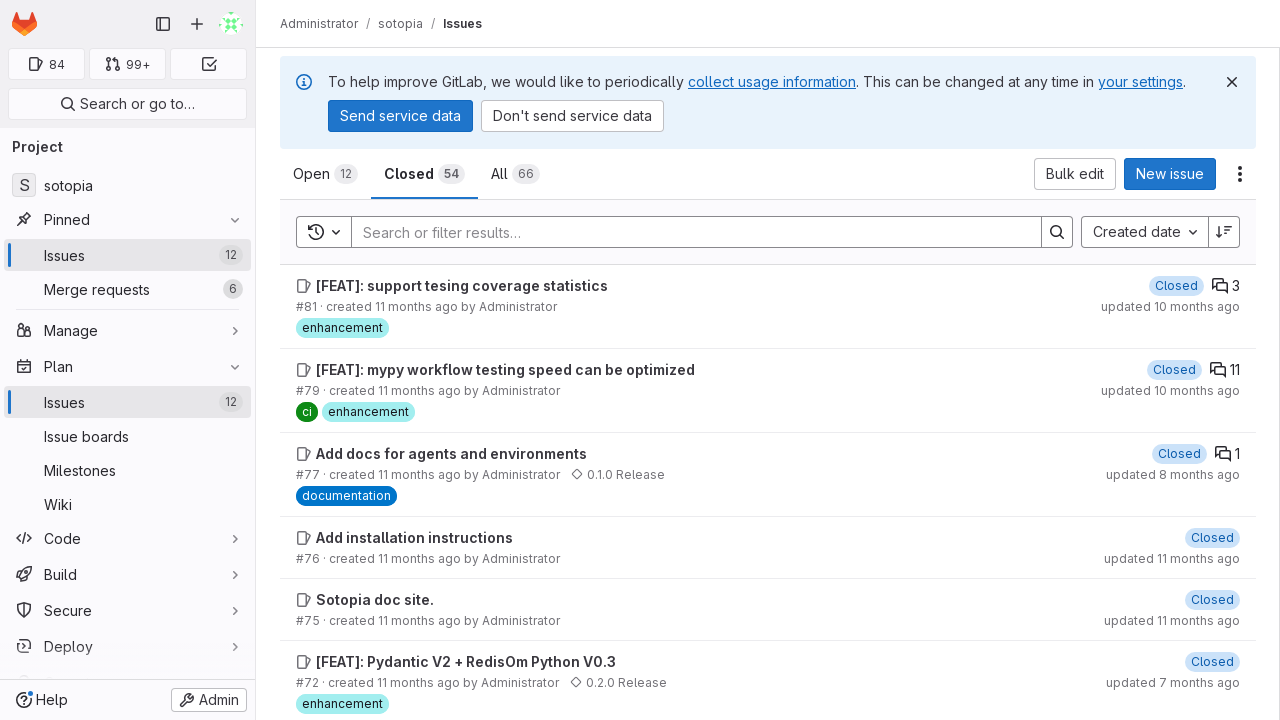 84
99+
Search or go to…
Project
S sotopia
Pinned
Issues 12
Merge requests 6
Manage
Plan
Issues 12
Issue boards
Milestones
Wiki
Code
Build
Secure
Deploy
Help
Admin
Administrator / sotopia / Issues
To help improve GitLab, we would like to periodically collect usage information. This can be changed at any time in your settings.
Send service data
Don't send service data
Open 12
Closed 54
All 66
Bulk edit
New issue
Search or filter results…
Created date
[FEAT]: support tesing coverage statistics
Closed 3
#81 · created 11 months ago by Administrator
updated 10 months ago
enhancement
[FEAT]: mypy workflow testing speed can be optimized
Closed 11
#79 · created 11 months ago by Administrator
updated 10 months ago
ci enhancement
Add docs for agents and environments
Closed 1
#77 · created 11 months ago by Administrator 0.1.0 Release
updated 8 months ago
documentation
Add installation instructions
Closed
#76 · created 11 months ago by Administrator
updated 11 months ago
Sotopia doc site.
Closed
#75 · created 11 months ago by Administrator
updated 11 months ago
[FEAT]: Pydantic V2 + RedisOm Python V0.3
Closed
#72 · created 11 months ago by Administrator 0.2.0 Release
updated 7 months ago
enhancement